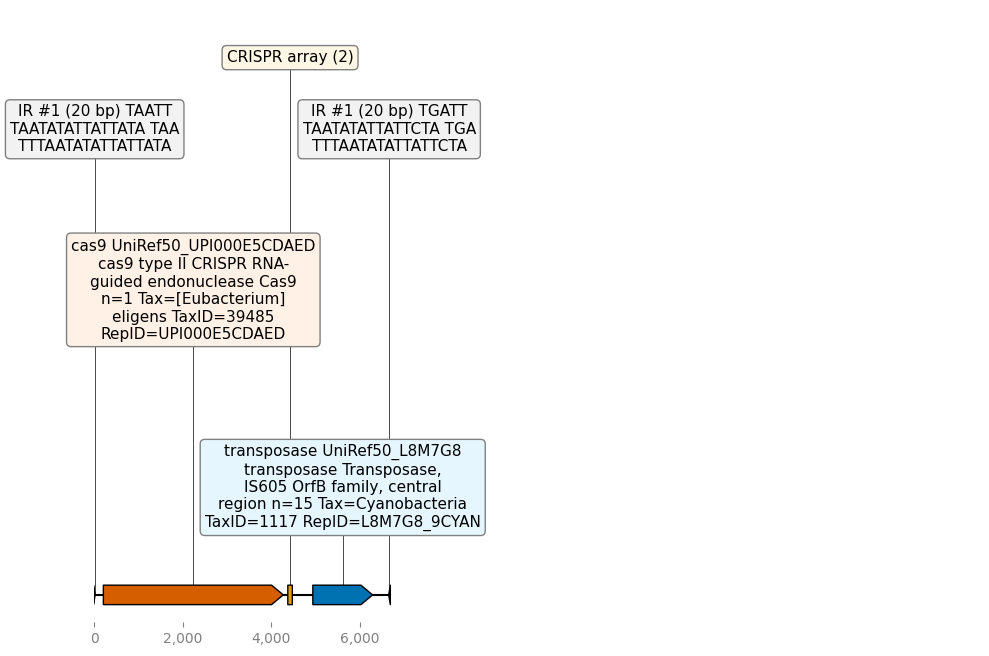 CRISPR array (2)
IR #1 (20 bp) TAATT
TAATATATTATTATA TAA
TTTAATATATTATTATA
IR #1 (20 bp) TGATT
TAATATATTATTCTA TGA
TTTAATATATTATTCTA
cas9 UniRef50_UPI000E5CDAED
cas9 type II CRISPR RNA-
guided endonuclease Cas9
n=1 Tax=[Eubacterium]
eligens TaxID=39485
RepID=UPI000E5CDAED
transposase UniRef50_L8M7G8
transposase Transposase,
IS605 OrfB family, central
region n=15 Tax=Cyanobacteria
TaxID=1117 RepID=L8M7G8_9CYAN
0 2,000 4,000 6,000